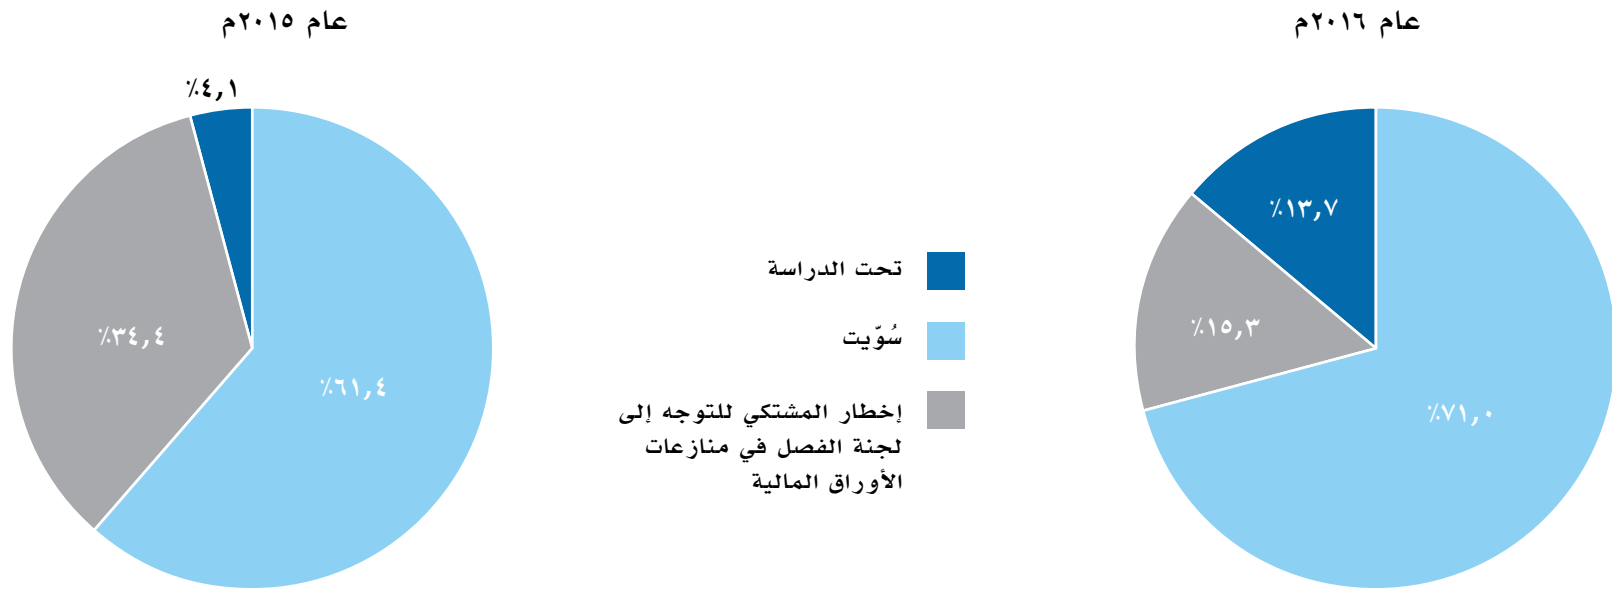 عام ٢٠١٦م
عام ٢٠١٥م
٪١٣,٧
٪١٥,٣
٪٧١,٠
تحت الدراسة
سُوّيت
إخطار المشتكي للتوجه إلى
لجنة الفصل في منازعات
الأوراق المالية
٪٤,١
٪٣٤,٤
٪٦١,٤